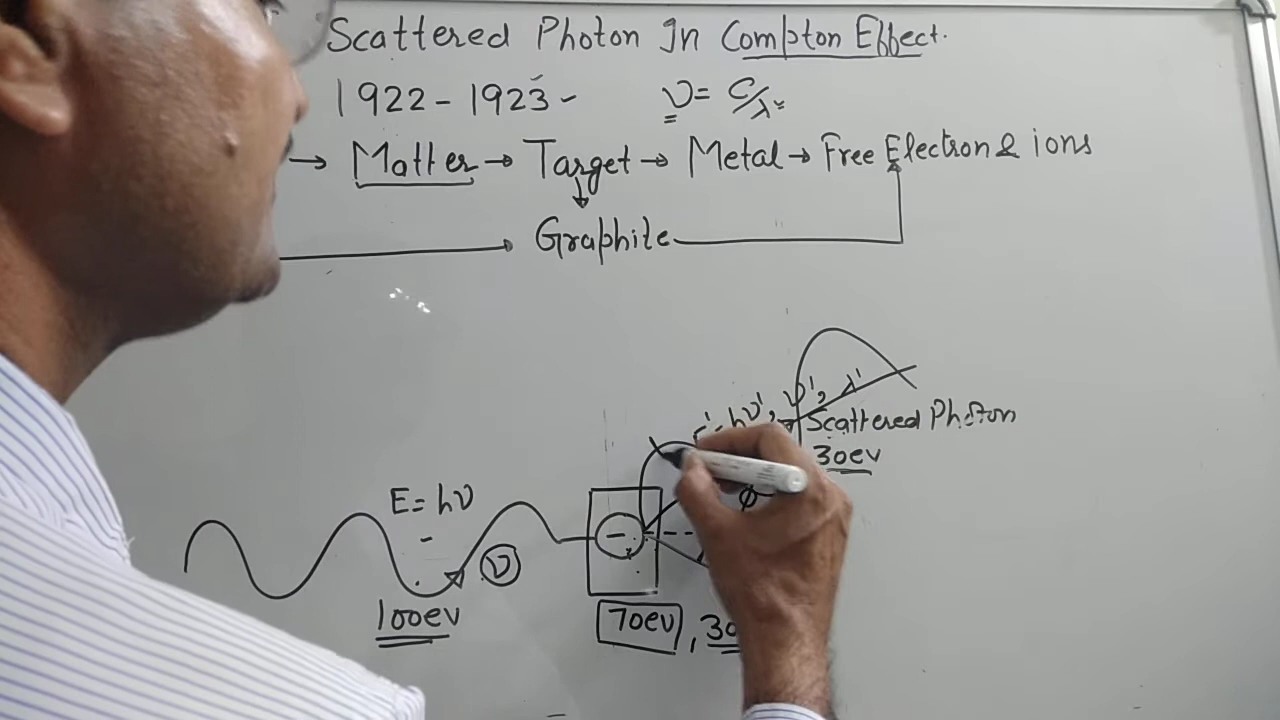 Scattered Photon In Compton Effect.
1922 - 1923 - ν = c/λ
→ Matter → Target → Metal → Free Electron & ions
Graphite
hν', ν', λ'
Scattered Photon
30ev
E = hν
ϕ
ν
100ev
70ev, 30